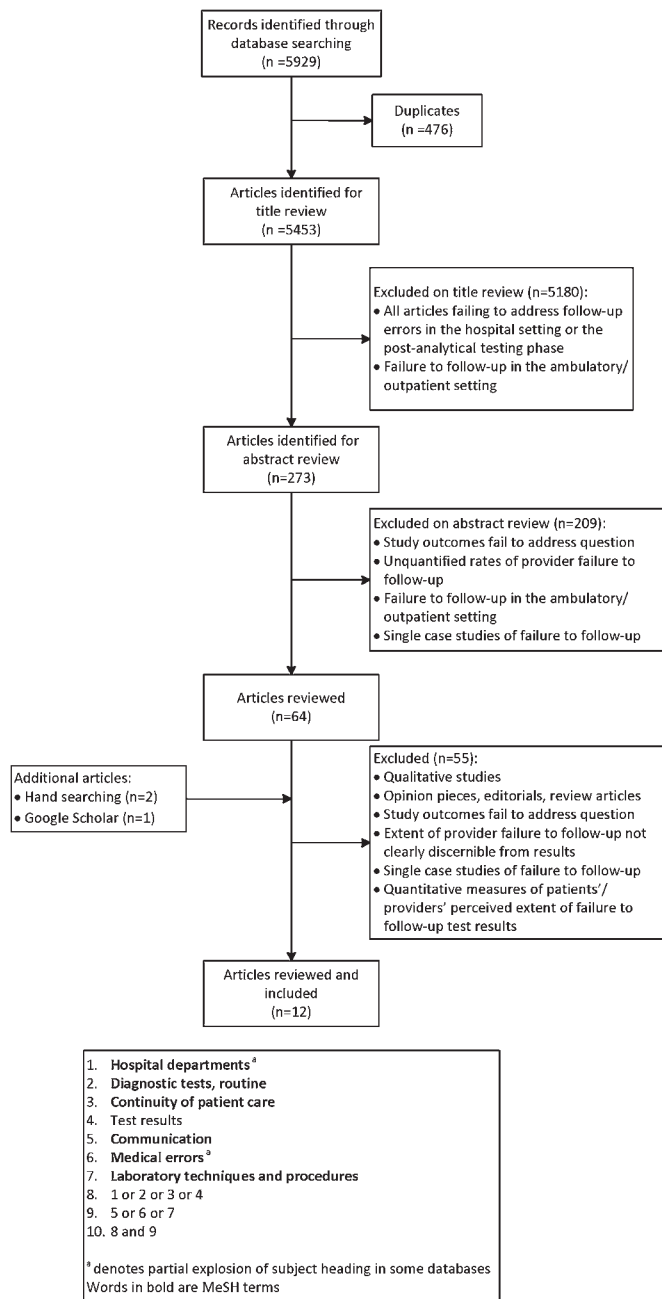 Records identified through
database searching
(n =5929)
Duplicates
(n =476)
Articles identified for
title review
(n =5453)
Excluded on title review (n=5180):
• All articles failing to address follow-up
errors in the hospital setting or the
post-analytical testing phase
• Failure to follow-up in the ambulatory/
outpatient setting
Articles identified for
abstract review
(n=273)
Excluded on abstract review (n=209):
• Study outcomes fail to address question
• Unquantified rates of provider failure to
follow-up
• Failure to follow-up in the ambulatory/
outpatient setting
• Single case studies of failure to follow-up
Articles reviewed
(n=64)
Additional articles:
• Hand searching (n=2)
• Google Scholar (n=1)
Excluded (n=55):
• Qualitative studies
• Opinion pieces, editorials, review articles
• Study outcomes fail to address question
• Extent of provider failure to follow-up not
clearly discernible from results
• Single case studies of failure to follow-up
• Quantitative measures of patients'/
providers' perceived extent of failure to
follow-up test results
Articles reviewed and
included
(n=12)
1. Hospital departments a
2. Diagnostic tests, routine
3. Continuity of patient care
4. Test results
5. Communication
6. Medical errors a
7. Laboratory techniques and procedures
8. 1 or 2 or 3 or 4
9. 5 or 6 or 7
10. 8 and 9
a denotes partial explosion of subject heading in some databases
Words in bold are MeSH terms